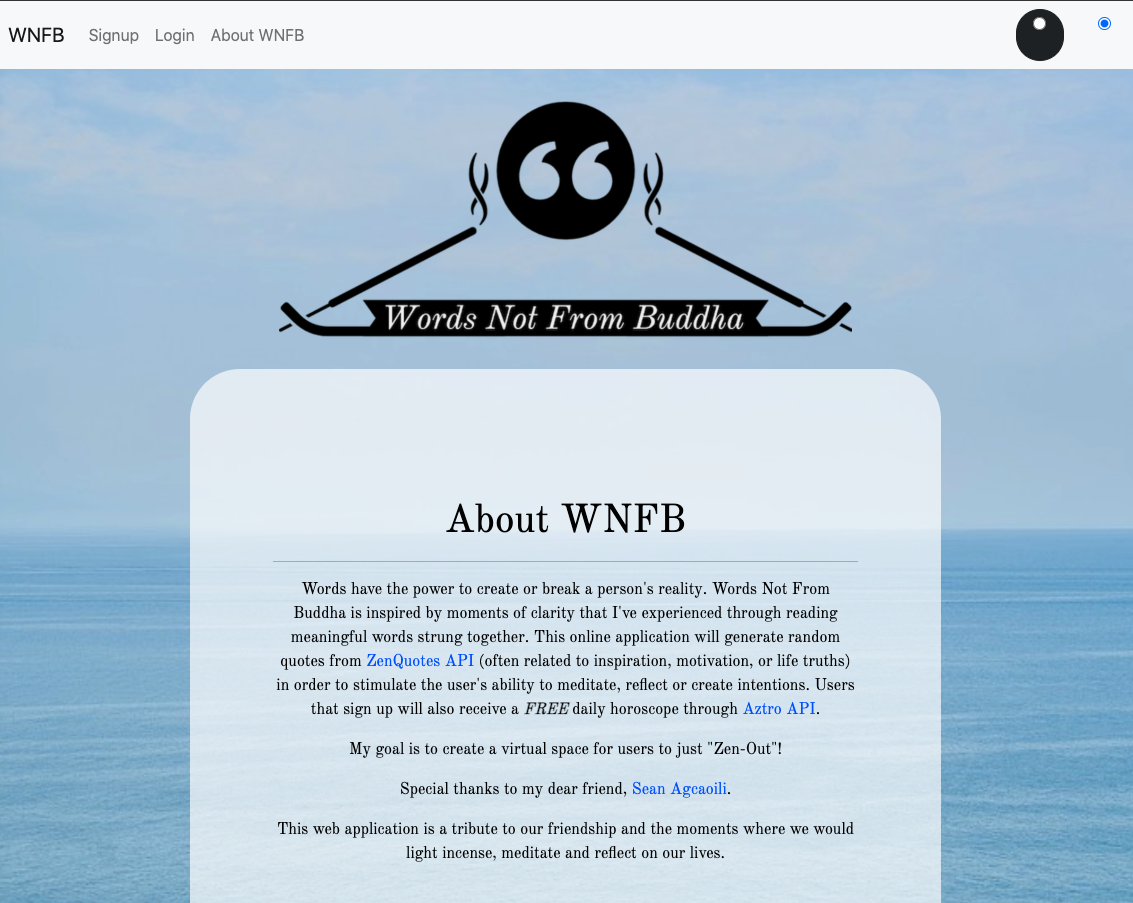 WNFB Signup Login About WNFB
Words Not From Buddha
About WNFB
Words have the power to create or break a person's reality. Words Not From
Buddha is inspired by moments of clarity that I've experienced through reading
meaningful words strung together. This online application will generate random
quotes from ZenQuotes API (often related to inspiration, motivation, or life truths)
in order to stimulate the user's ability to meditate, reflect or create intentions. Users
that sign up will also receive a FREE daily horoscope through Aztro API.
My goal is to create a virtual space for users to just "Zen-Out"!
Special thanks to my dear friend, Sean Agcaoili.
This web application is a tribute to our friendship and the moments where we would
light incense, meditate and reflect on our lives.